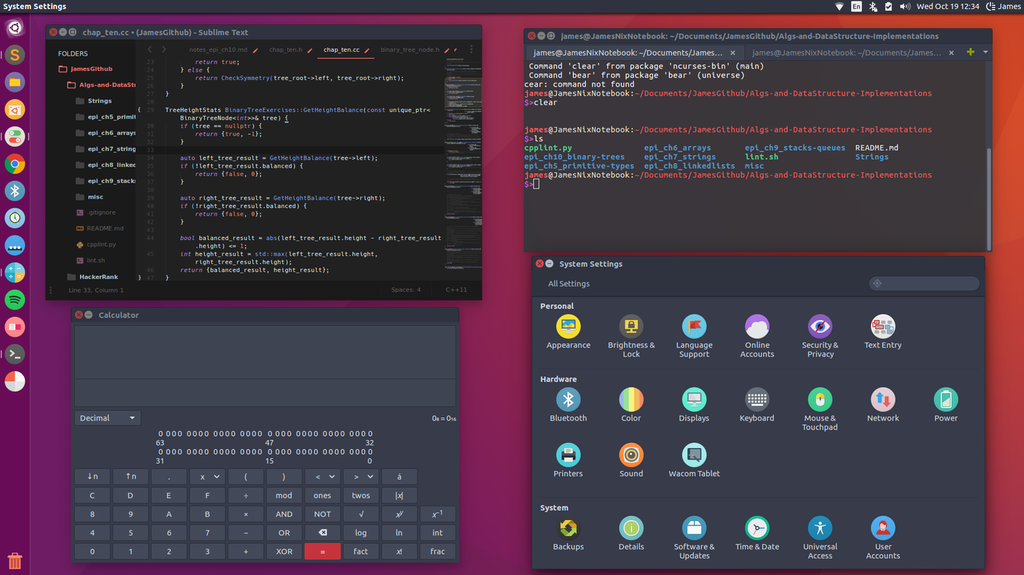 System Settings
En
Wed Oct 19 12:34
James
chap_ten.cc • (JamesGithub) - Sublime Text
FOLDERS
JamesGithub
Algs-and-DataStr
Strings
epi_ch5_primit
epi_ch6_arrays
epi_ch7_string
epi_ch8_linked
epi_ch9_stacks
misc
.gitignore
README.md
cpplint.py
lint.sh
HackerRank
notes_epi_ch10.md
chap_ten.h
chap_ten.cc
binary_tree_node.h
return true;
} else {
return CheckSymmetry(tree_root->left, tree_root->right);
}
}
TreeHeightStats BinaryTreeExercises::GetHeightBalance(const unique_ptr<
BinaryTreeNode<int>>& tree) {
if (tree == nullptr) {
return {true, -1};
}
auto left_tree_result = GetHeightBalance(tree->left);
if (!left_tree_result.balanced) {
return {false, 0};
}
auto right_tree_result = GetHeightBalance(tree->right);
if (!right_tree_result.balanced) {
return {false, 0};
}
bool balanced_result = abs(left_tree_result.height - right_tree_result
.height) <= 1;
int height_result = std::max(left_tree_result.height,
right_tree_result.height);
return {balanced_result, height_result};
}
Line 33, Column 1
Spaces: 4
C++11
james@JamesNixNotebook: ~/Documents/JamesGithub/Algs-and-DataStructure-Implementations
james@JamesNixNotebook: ~/Documents/James...
james@JamesNixNotebook: ~/Documents/James...
Command 'clear' from package 'ncurses-bin' (main)
Command 'bear' from package 'bear' (universe)
cear: command not found
james@JamesNixNotebook:~/Documents/JamesGithub/Algs-and-DataStructure-Implementations
$>clear
james@JamesNixNotebook:~/Documents/JamesGithub/Algs-and-DataStructure-Implementations
$>ls
cpplint.py epi_ch6_arrays epi_ch9_stacks-queues README.md
epi_ch10_binary-trees epi_ch7_strings lint.sh Strings
epi_ch5_primitive-types epi_ch8_linkedlists misc
james@JamesNixNotebook:~/Documents/JamesGithub/Algs-and-DataStructure-Implementations
$>
Calculator
Decimal
0₈ = 0₁₆
0 0000 0000 0000 0000 0000 0000 0000
63 47 32
0 0000 0000 0000 0000 0000 0000 0000
31 15 0
↓n ↑n . x ( ) < > á
C D E F ÷ mod ones twos |x|
8 9 A B × AND NOT √ xʸ x⁻¹
4 5 6 7 − OR log ln int
0 1 2 3 + XOR = fact x! frac
System Settings
All Settings
Personal
Appearance
Brightness & Lock
Language Support
Online Accounts
Security & Privacy
Text Entry
Hardware
Bluetooth
Color
Displays
Keyboard
Mouse & Touchpad
Network
Power
Printers
Sound
Wacom Tablet
System
Backups
Details
Software & Updates
Time & Date
Universal Access
User Accounts